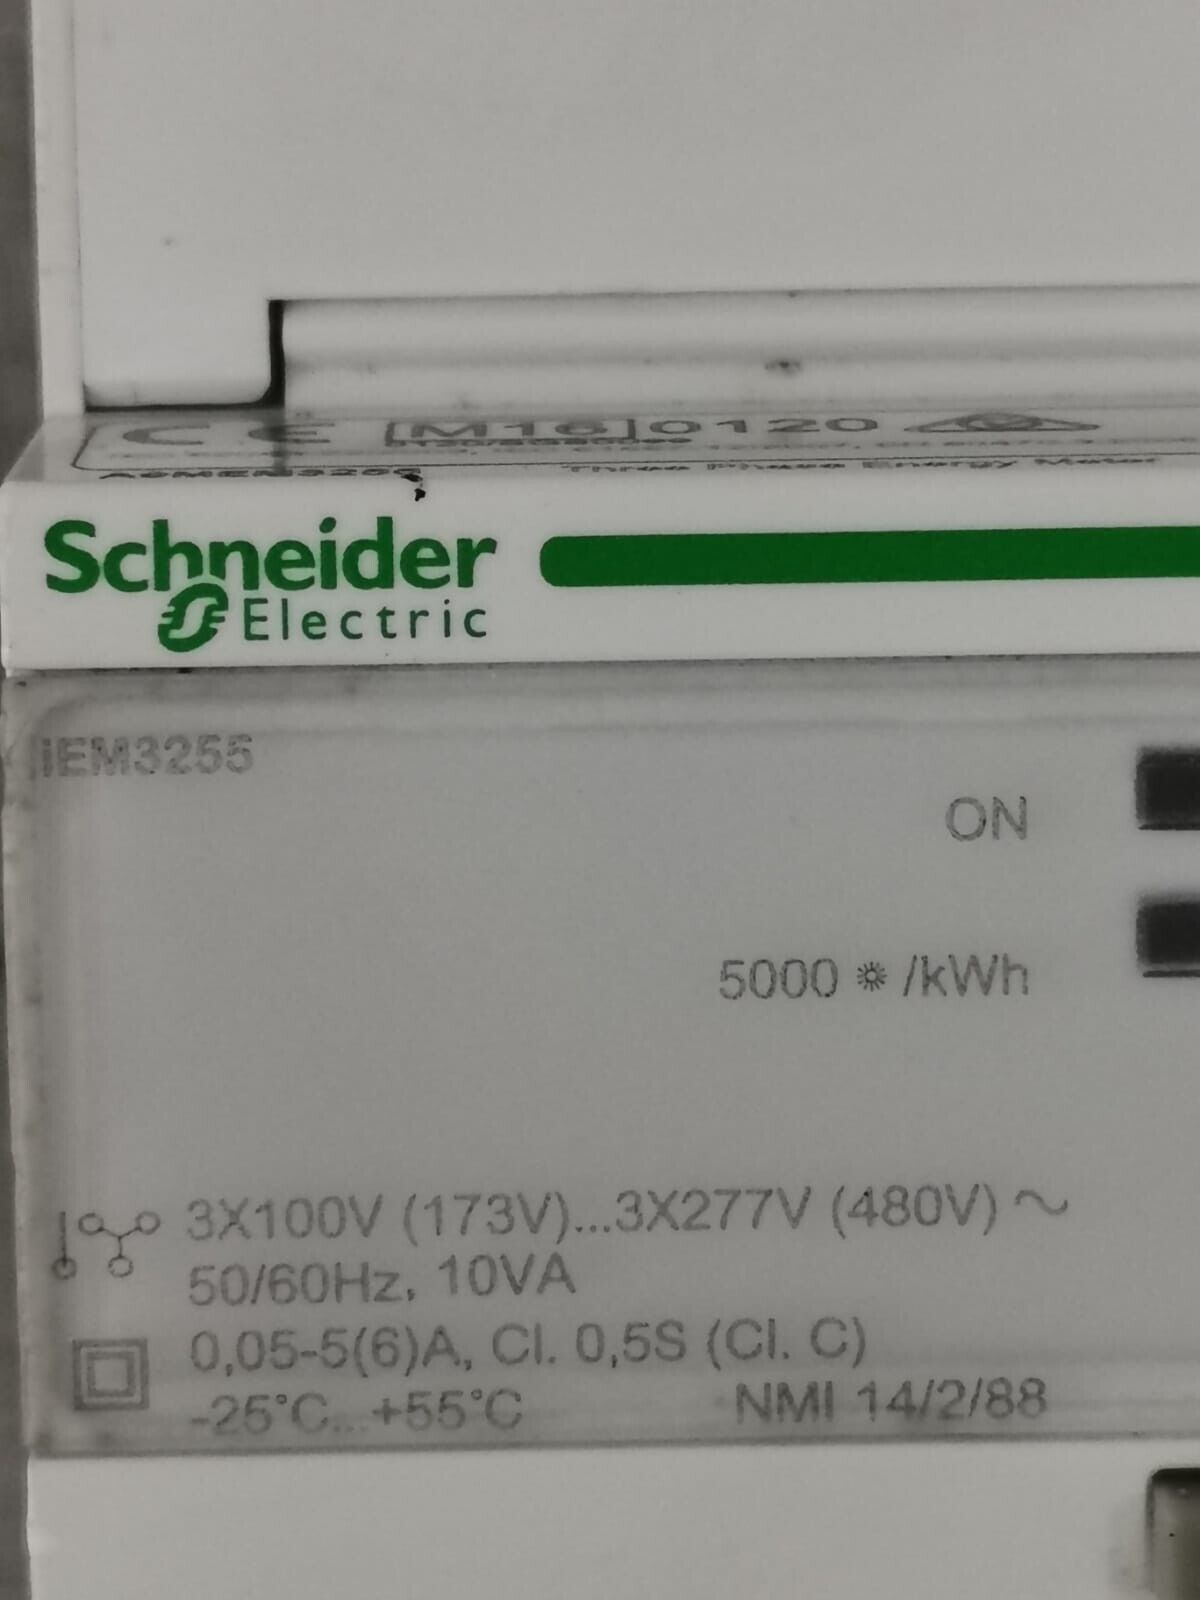 CE [M16]0120
A9MEM3255 Three Phase Energy Meter
Schneider
Electric
iEM3255
ON
5000 /kWh
3X100V (173V)...3X277V (480V) ~
50/60Hz, 10VA
0,05-5(6)A, Cl. 0,5S (Cl. C)
-25°C...+55°C NMI 14/2/88